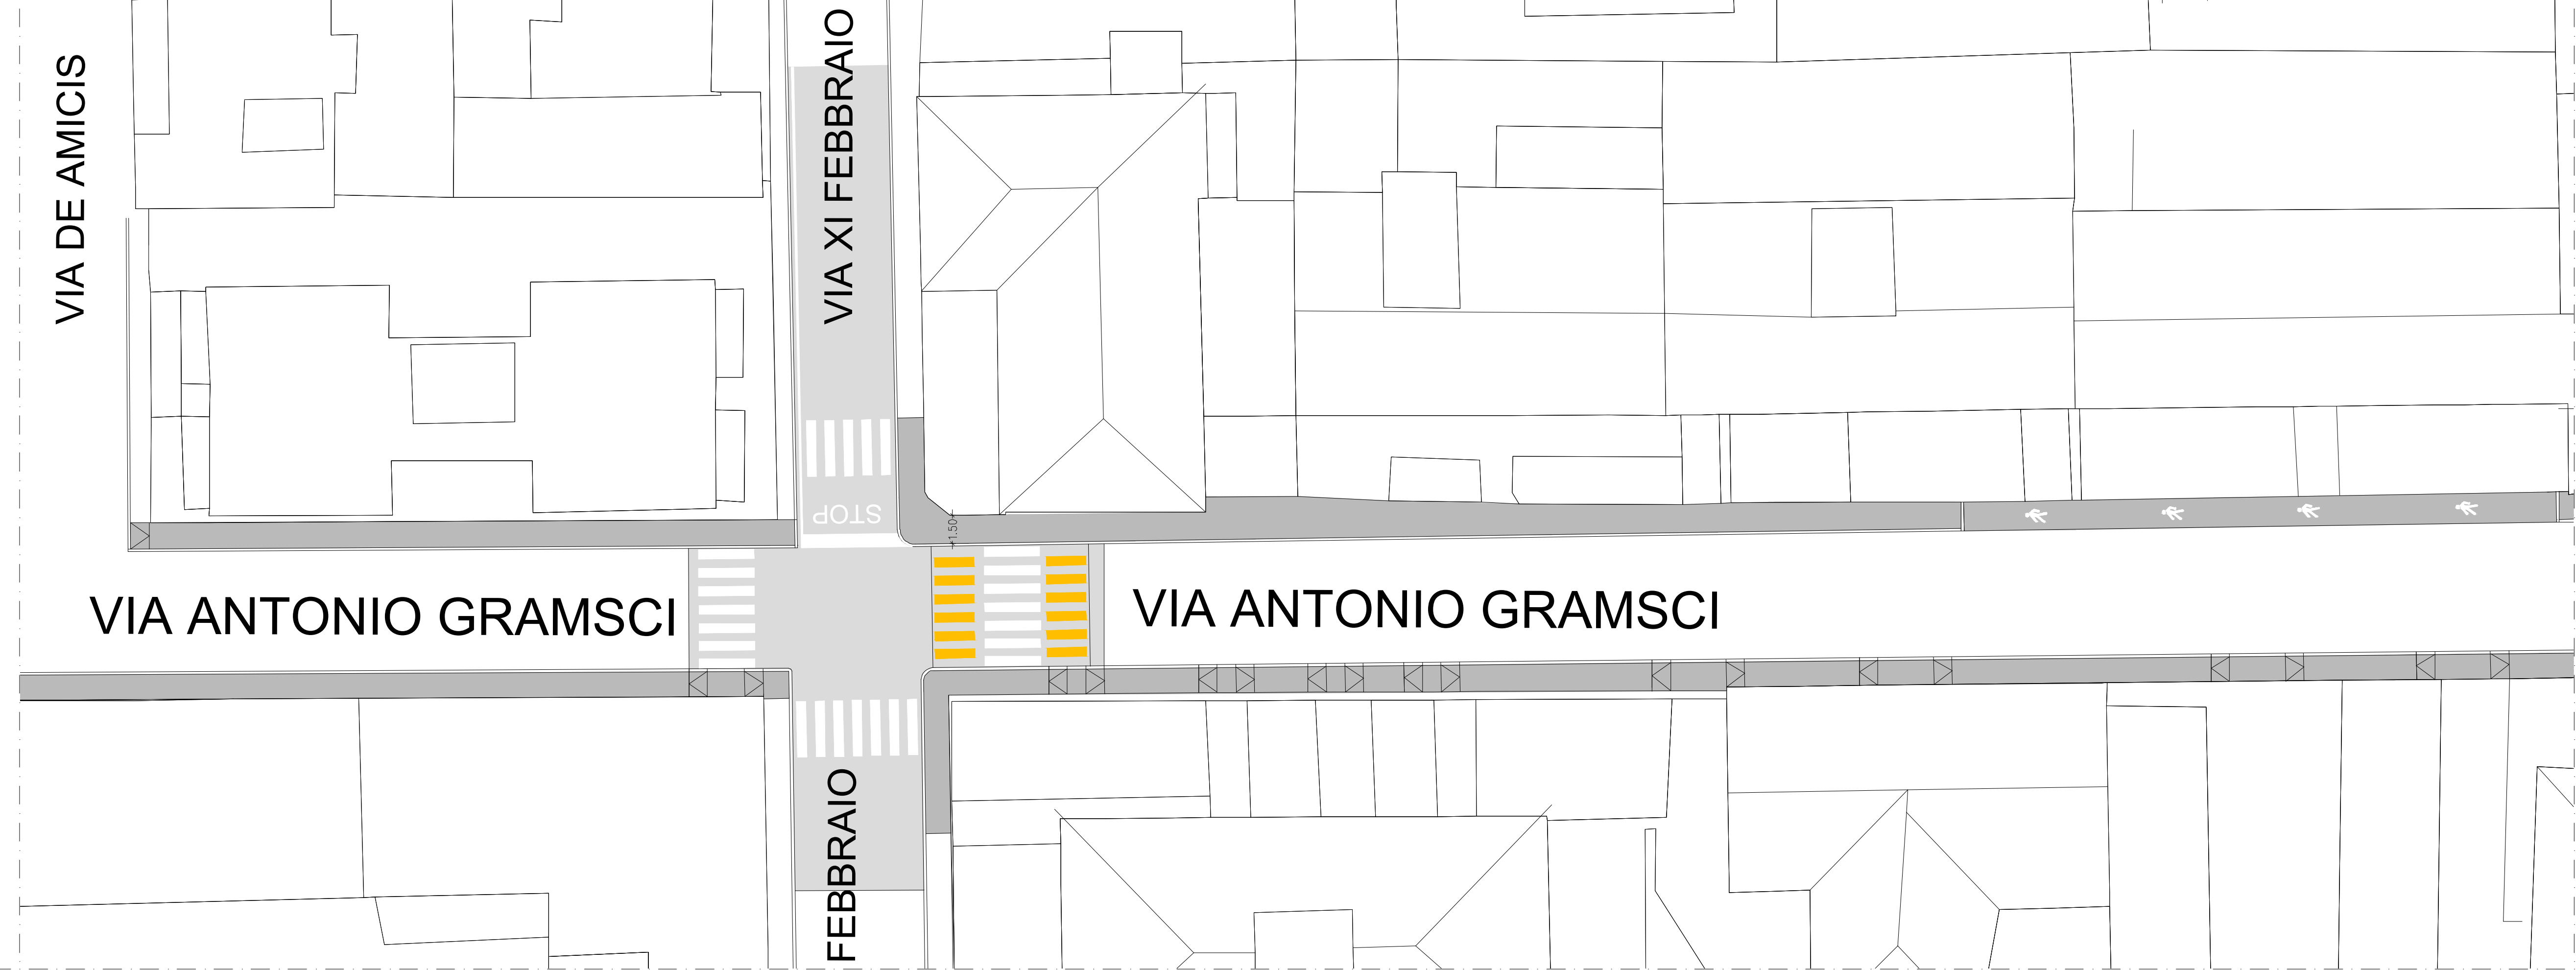 VIA DE AMICIS
VIA XI FEBBRAIO
STOP
1.50
VIA ANTONIO GRAMSCI
VIA ANTONIO GRAMSCI
FEBBRAIO